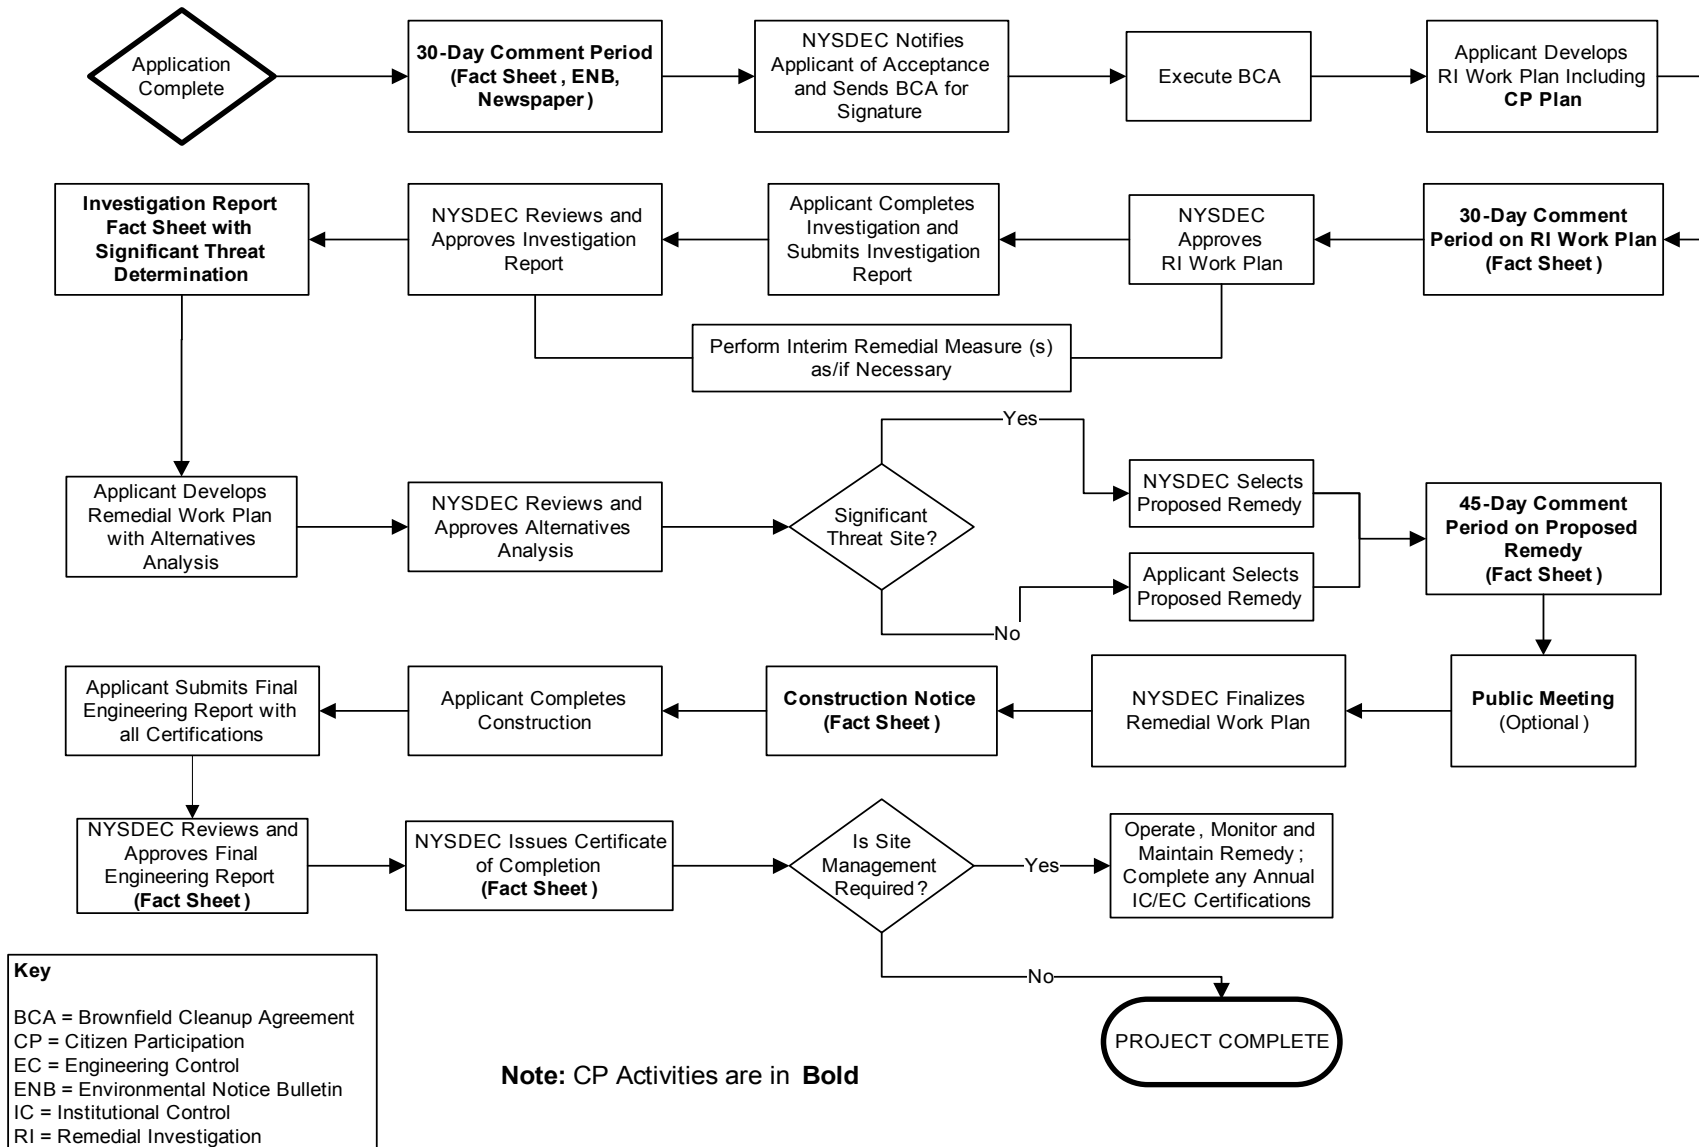 Application
Complete
30-Day Comment Period
(Fact Sheet , ENB,
Newspaper )
NYSDEC Notifies
Applicant of Acceptance
and Sends BCA for
Signature
Execute BCA
Applicant Develops
RI Work Plan Including
CP Plan
30-Day Comment
Period on RI Work Plan
(Fact Sheet )
NYSDEC
Approves
RI Work Plan
Applicant Completes
Investigation and
Submits Investigation
Report
NYSDEC Reviews and
Approves Investigation
Report
Investigation Report
Fact Sheet with
Significant Threat
Determination
Perform Interim Remedial Measure (s)
as/if Necessary
Applicant Develops
Remedial Work Plan
with Alternatives
Analysis
NYSDEC Reviews and
Approves Alternatives
Analysis
Significant
Threat Site?
Yes
No
NYSDEC Selects
Proposed Remedy
Applicant Selects
Proposed Remedy
45-Day Comment
Period on Proposed
Remedy
(Fact Sheet )
Public Meeting
(Optional )
NYSDEC Finalizes
Remedial Work Plan
Construction Notice
(Fact Sheet )
Applicant Completes
Construction
Applicant Submits Final
Engineering Report with
all Certifications
NYSDEC Reviews and
Approves Final
Engineering Report
(Fact Sheet )
NYSDEC Issues Certificate
of Completion
(Fact Sheet )
Is Site
Management
Required?
Yes
Operate , Monitor and
Maintain Remedy ;
Complete any Annual
IC/EC Certifications
No
PROJECT COMPLETE
Key
BCA = Brownfield Cleanup Agreement
CP = Citizen Participation
EC = Engineering Control
ENB = Environmental Notice Bulletin
IC = Institutional Control
RI = Remedial Investigation
Note: CP Activities are in Bold